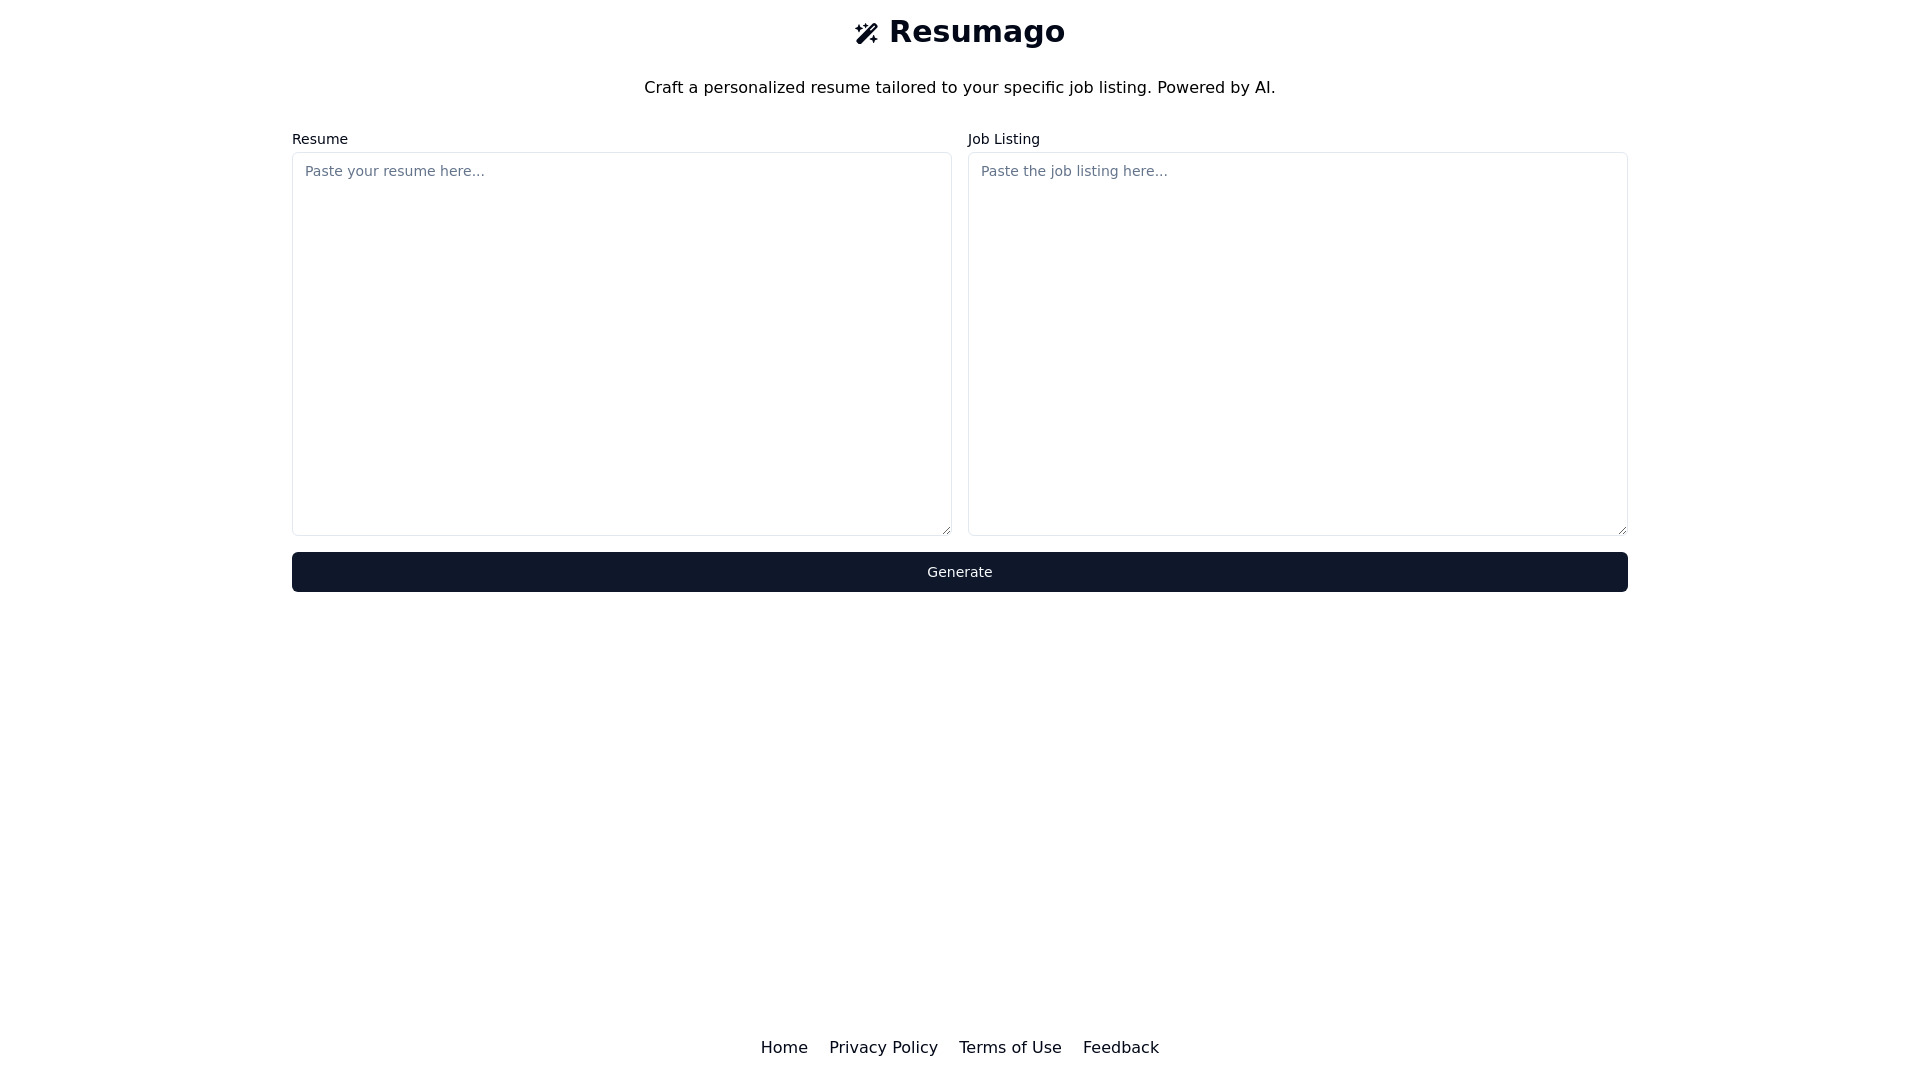 Resumago
Craft a personalized resume tailored to your specific job listing. Powered by AI.
Resume
Paste your resume here...
Job Listing
Paste the job listing here...
Generate
Home Privacy Policy Terms of Use Feedback